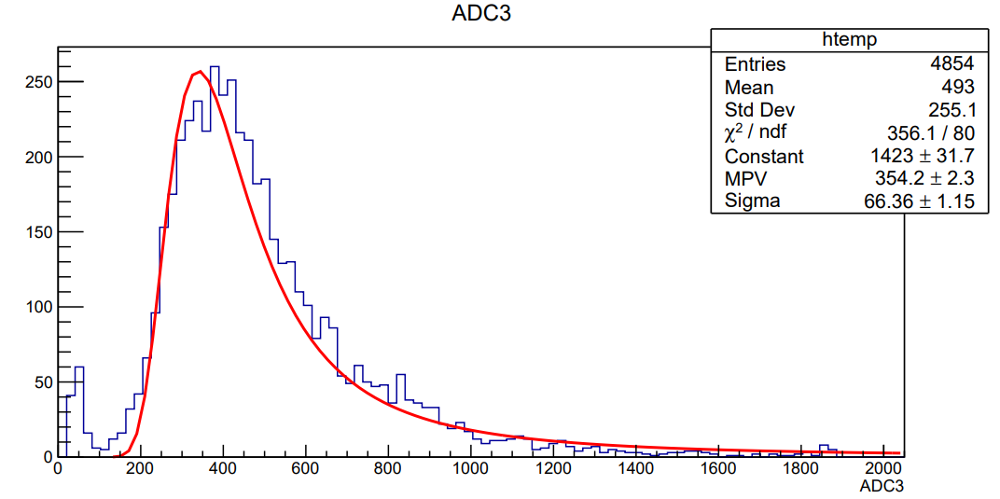 ADC3
htemp
Entries 4854
Mean 493
Std Dev 255.1
χ² / ndf 356.1 / 80
Constant 1423 ± 31.7
MPV 354.2 ± 2.3
Sigma 66.36 ± 1.15
250
200
150
100
50
0
0 200 400 600 800 1000 1200 1400 1600 1800 2000
ADC3